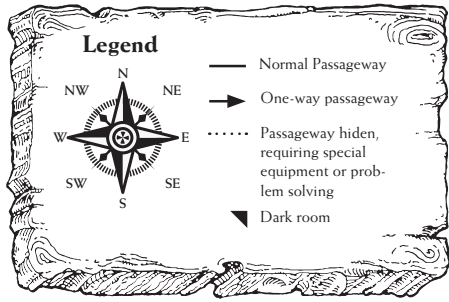 Legend
N
NW NE
W E
SW SE
S
Normal Passageway
One-way passageway
Passageway hiden,
requiring special
equipment or prob-
lem solving
Dark room